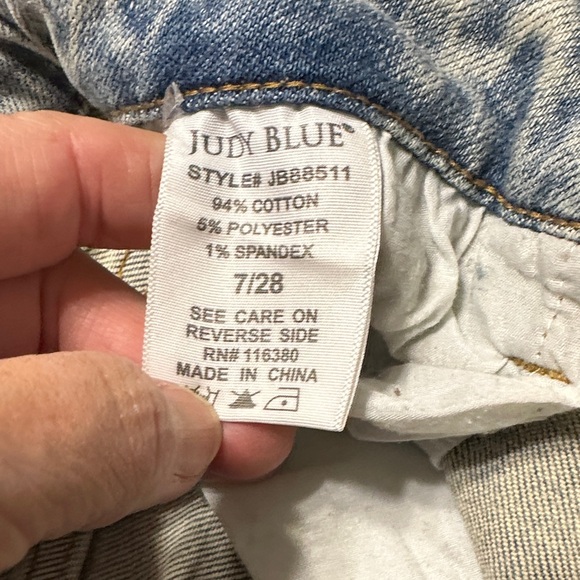 JUDY BLUE
STYLE# JB88511
94% COTTON
5% POLYESTER
1% SPANDEX
7/28
SEE CARE ON
REVERSE SIDE
RN# 116380
MADE IN CHINA